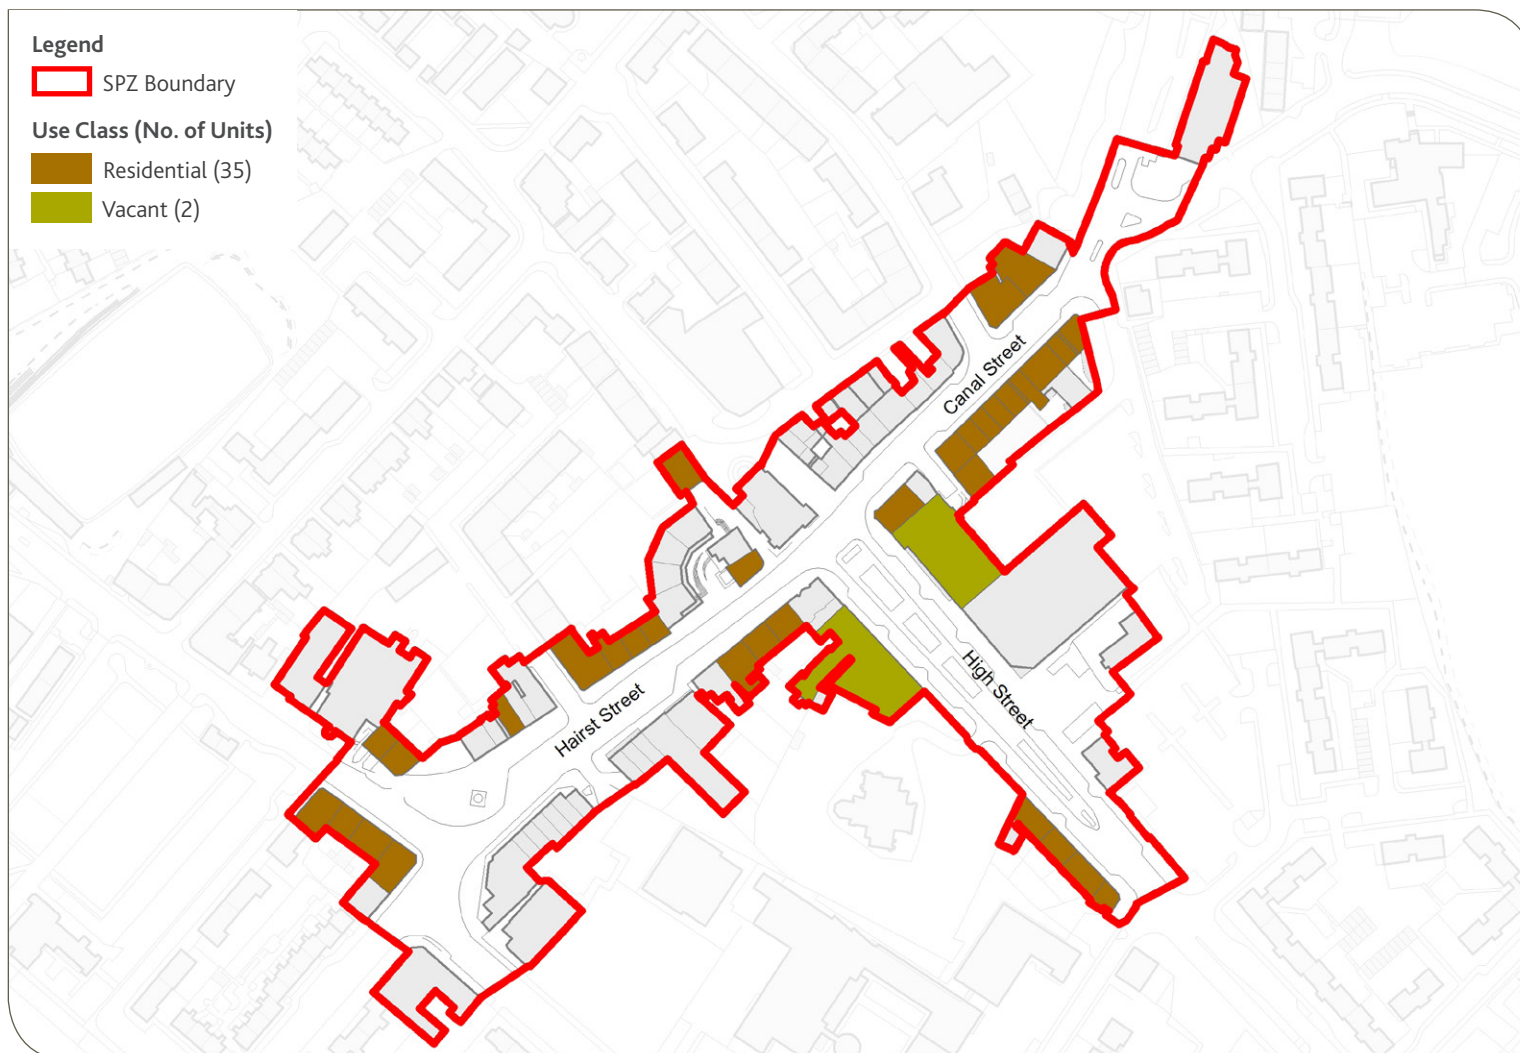 Legend
SPZ Boundary
Use Class (No. of Units)
Residential (35)
Vacant (2)
Canal Street
High Street
Hairst Street